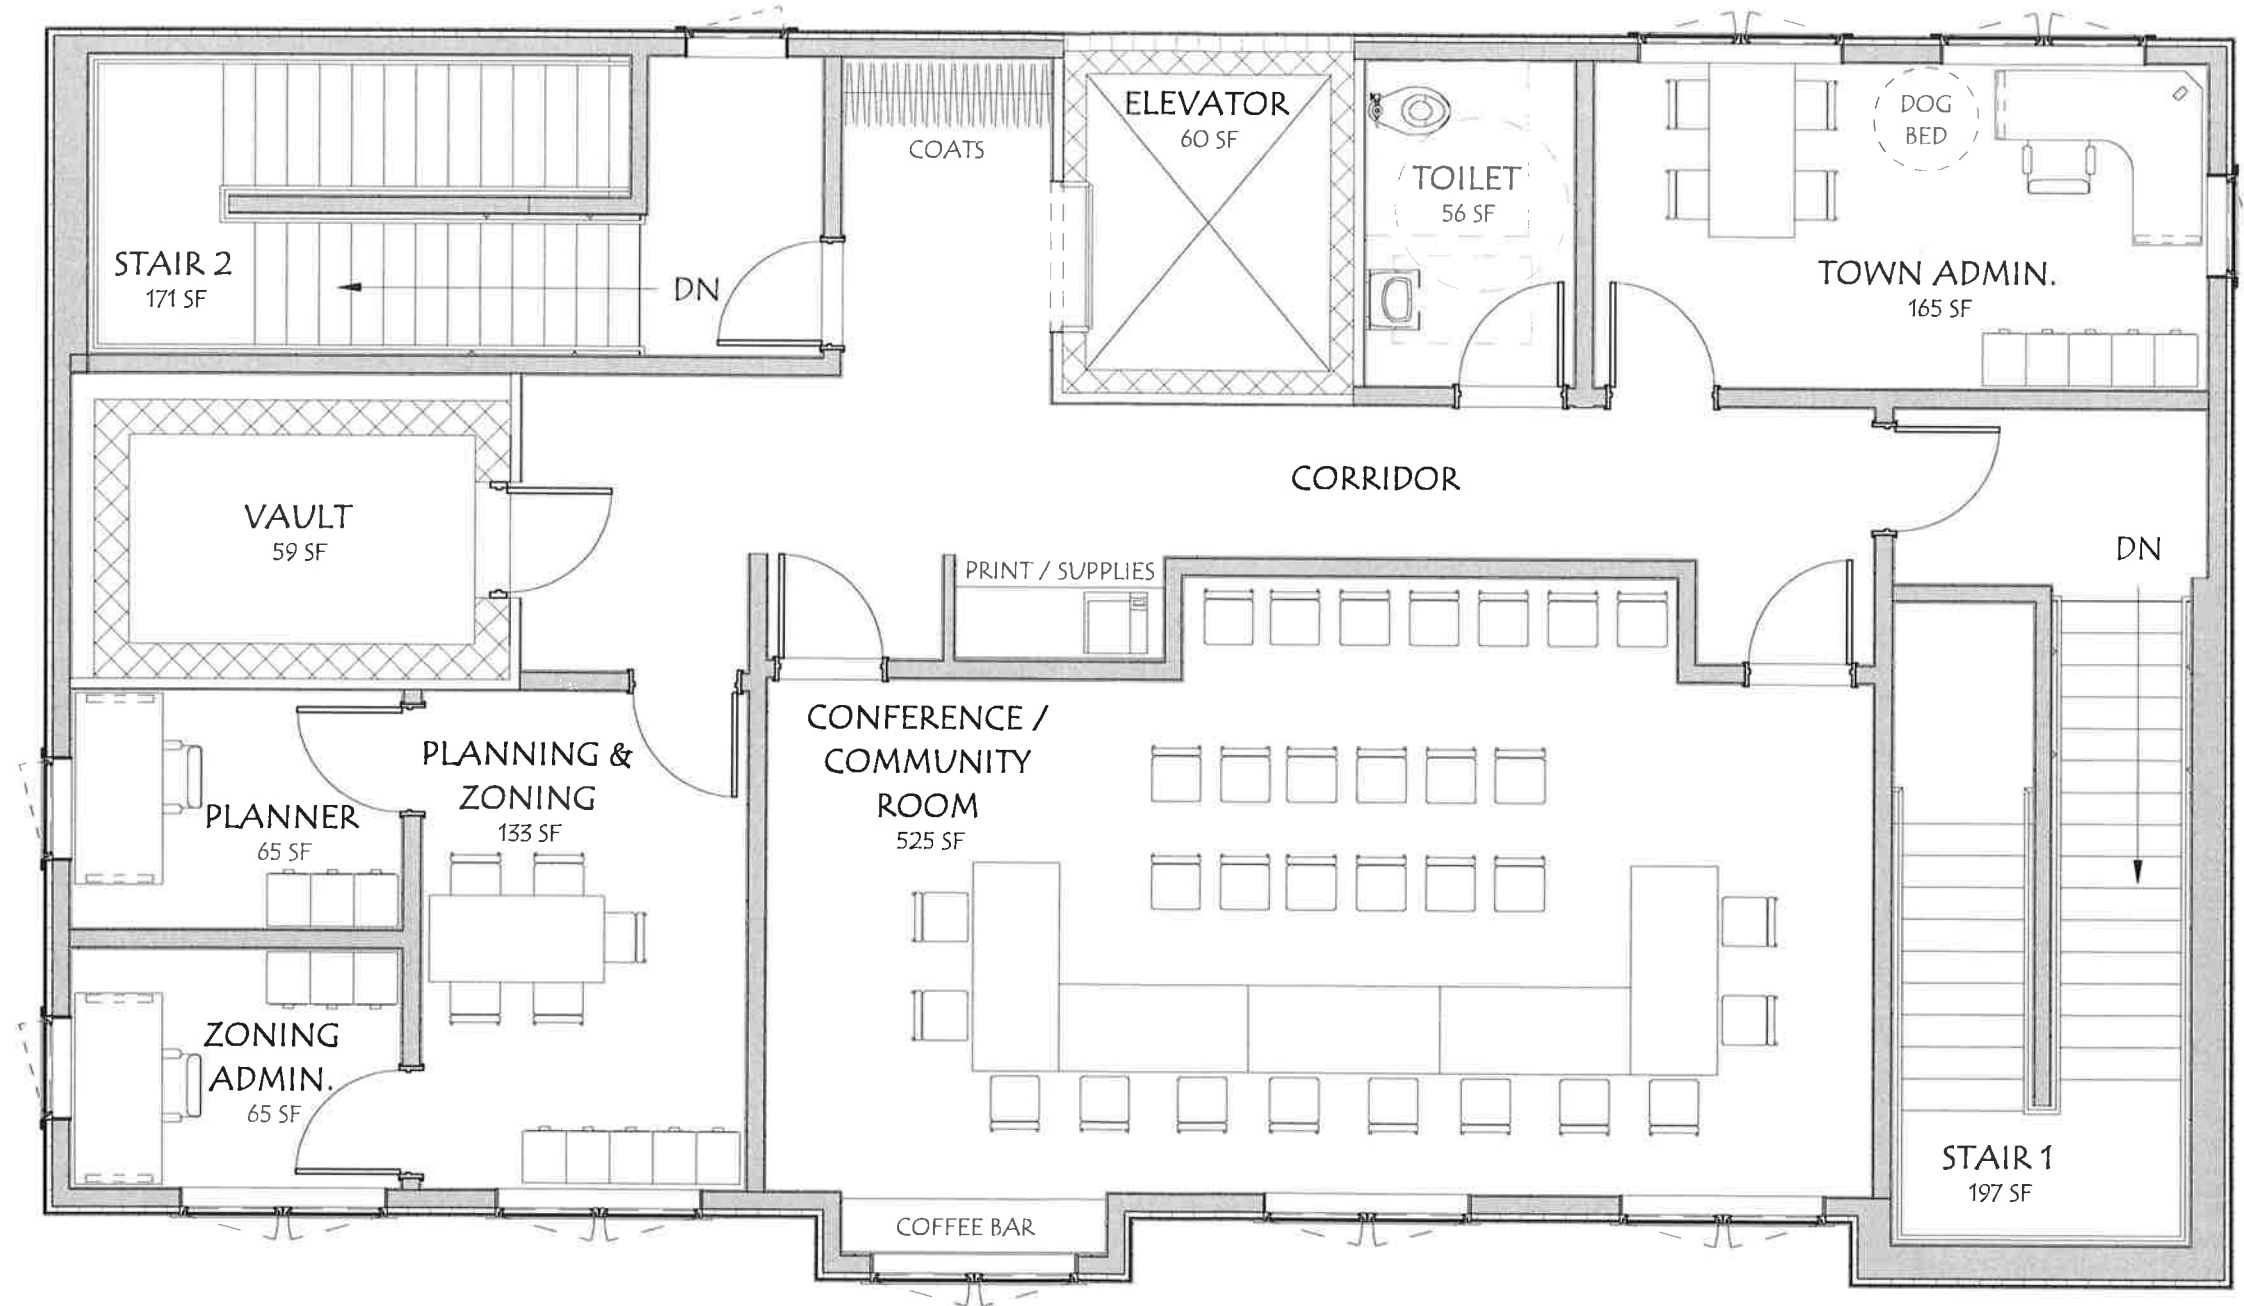 ELEVATOR
60 SF
COATS
DOG
BED
TOILET
56 SF
STAIR 2
171 SF
DN
TOWN ADMIN.
165 SF
CORRIDOR
VAULT
59 SF
DN
PRINT / SUPPLIES
CONFERENCE /
COMMUNITY
ROOM
525 SF
PLANNING &
ZONING
133 SF
PLANNER
65 SF
ZONING
ADMIN.
65 SF
STAIR 1
197 SF
COFFEE BAR